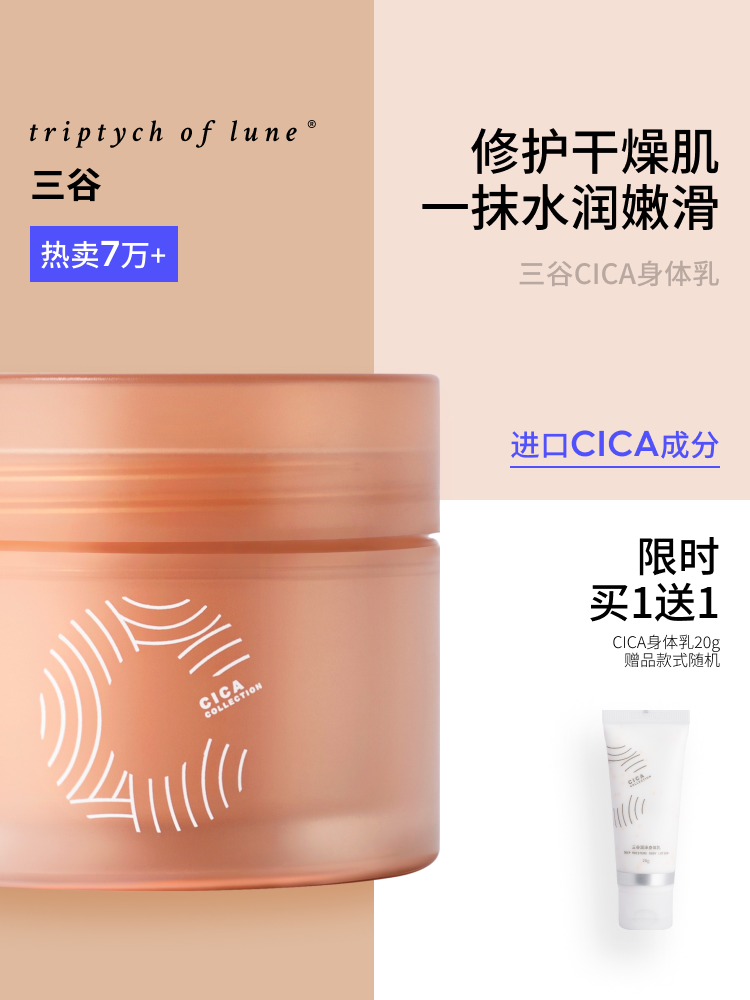 triptych of lune®
三谷
热卖7万+
修护干燥肌
一抹水润嫩滑
三谷CICA身体乳
进口CICA成分
限时
买1送1
CICA身体乳20g
赠品款式随机
CICA
COLLECTION
CICA
COLLECTION